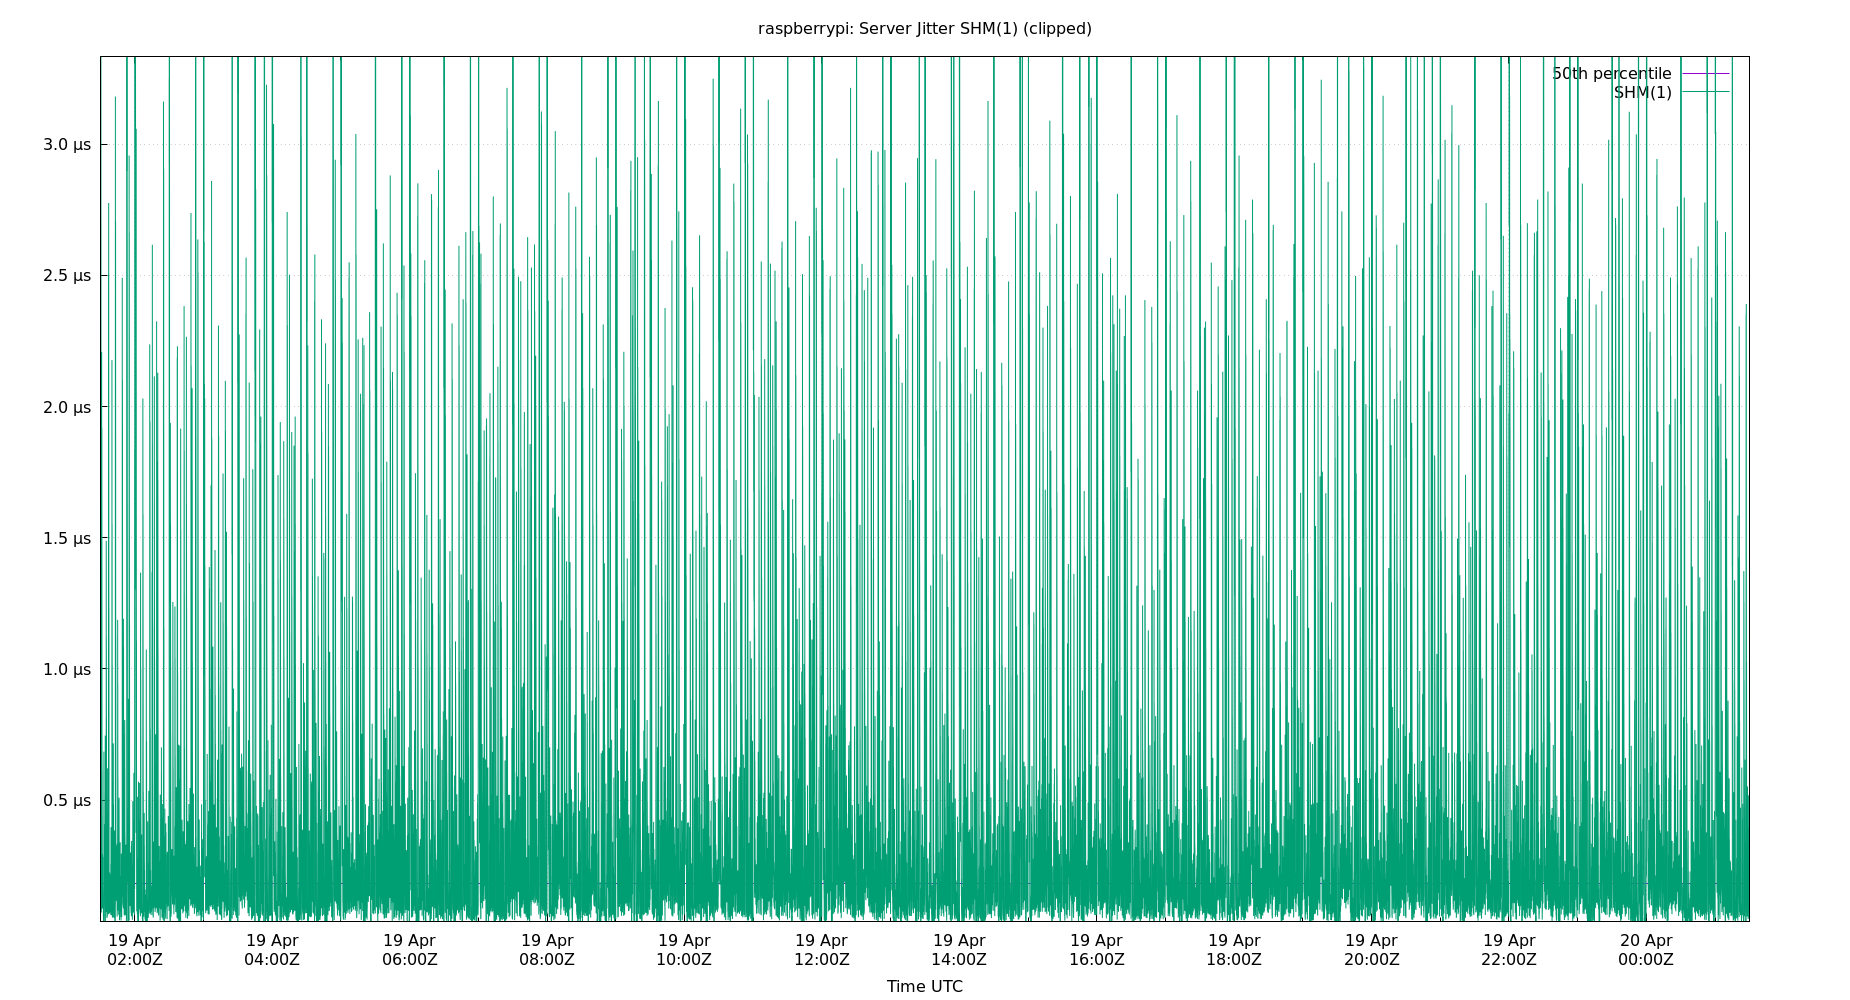 raspberrypi: Server Jitter SHM(1) (clipped)
50th percentile
SHM(1)
3.0 µs
2.5 µs
2.0 µs
1.5 µs
1.0 µs
0.5 µs
19 Apr 19 Apr 19 Apr 19 Apr 19 Apr 19 Apr 19 Apr 19 Apr 19 Apr 19 Apr 19 Apr 20 Apr
02:00Z 04:00Z 06:00Z 08:00Z 10:00Z 12:00Z 14:00Z 16:00Z 18:00Z 20:00Z 22:00Z 00:00Z
Time UTC